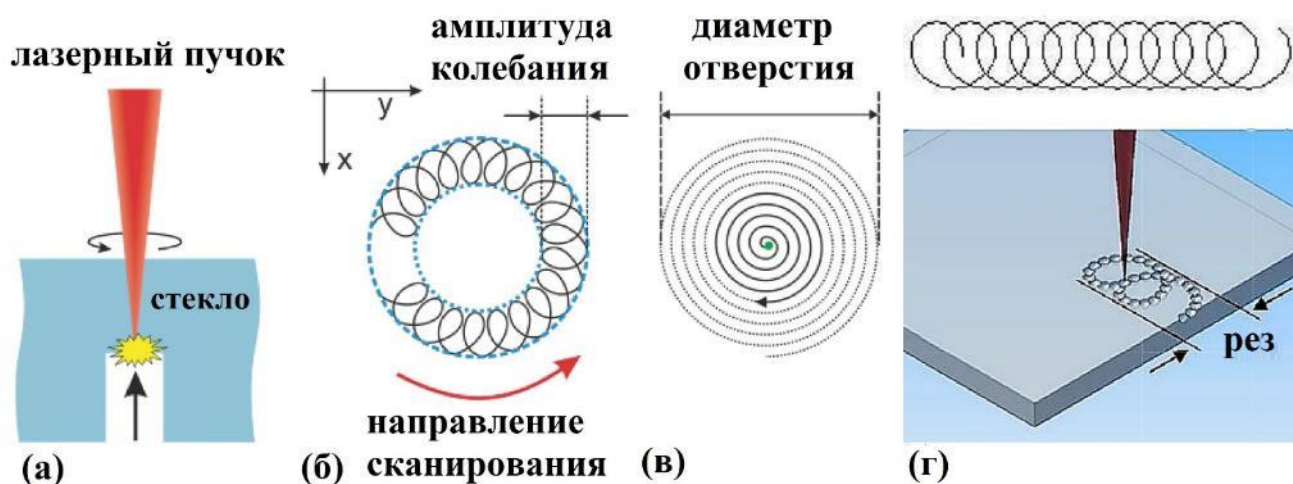 лазерный пучок
стекло
(а)
амплитуда
колебания
y
x
направление
сканирования
(б)
диаметр
отверстия
(в)
рез
(г)